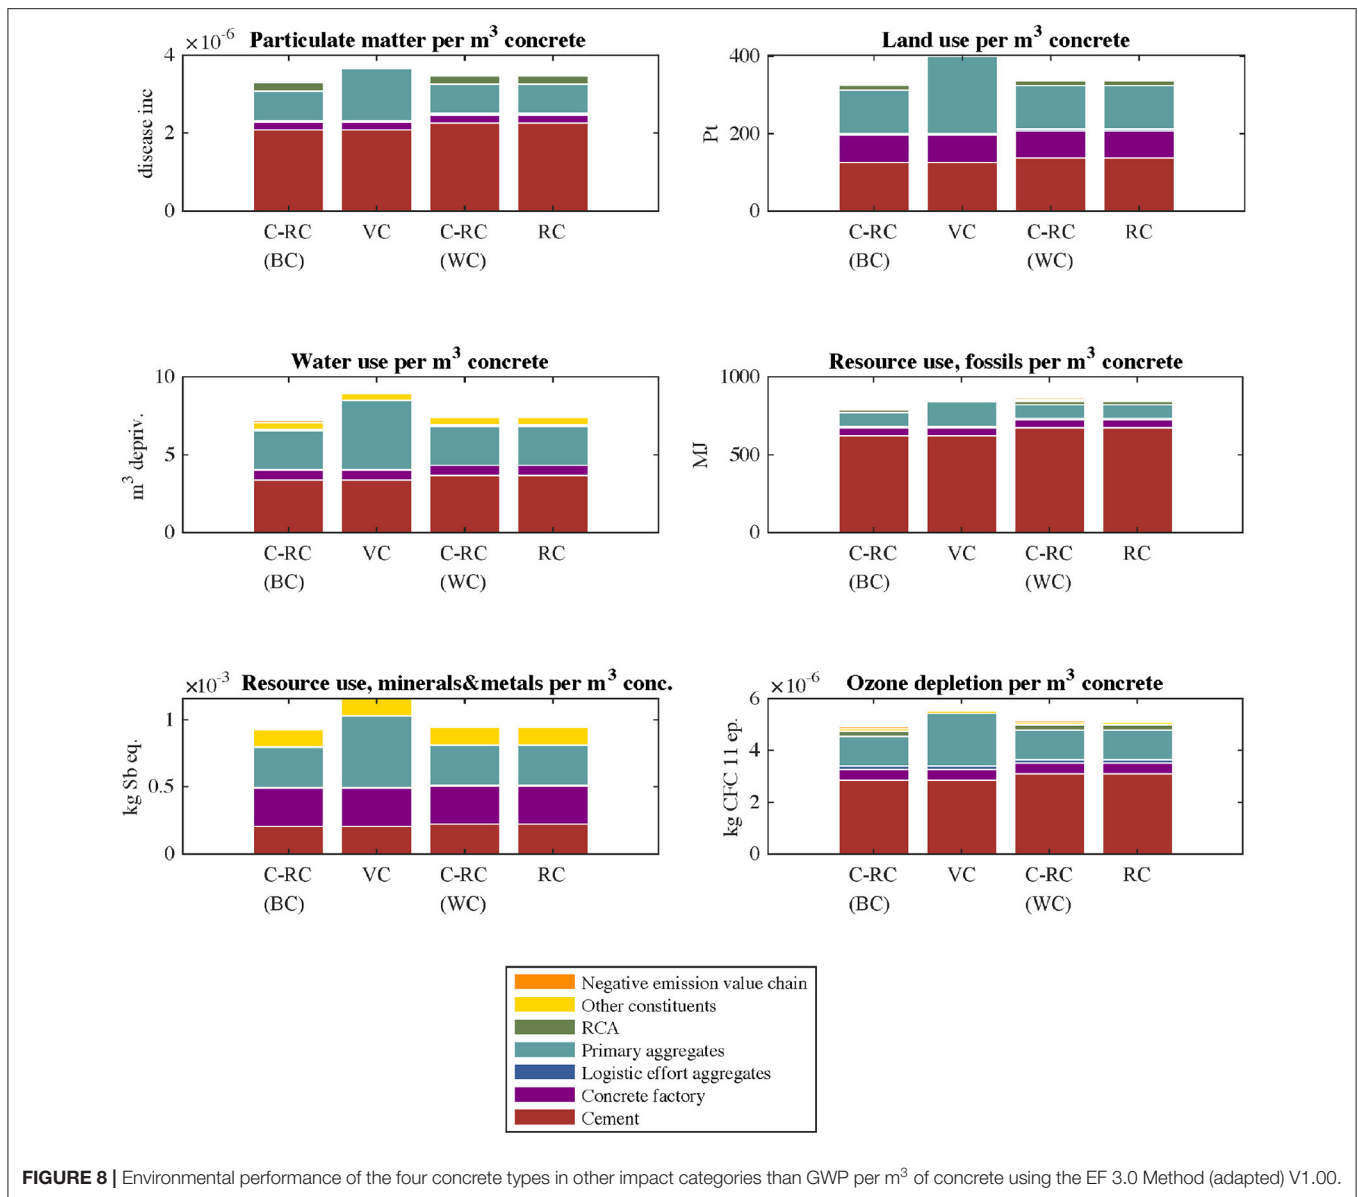 ×10⁻⁶ Particulate matter per m³ concrete
4
2
0
disease inc
C-RC VC C-RC RC
(BC) (WC)
Land use per m³ concrete
400
200
0
Pt
C-RC VC C-RC RC
(BC) (WC)
Water use per m³ concrete
10
5
0
m³ depriv.
C-RC VC C-RC RC
(BC) (WC)
Resource use, fossils per m³ concrete
1000
500
0
MJ
C-RC VC C-RC RC
(BC) (WC)
×10⁻³ Resource use, minerals&metals per m³ conc.
1
0.5
0
kg Sb eq.
C-RC VC C-RC RC
(BC) (WC)
×10⁻⁶ Ozone depletion per m³ concrete
6
4
2
0
kg CFC 11 ep.
C-RC VC C-RC RC
(BC) (WC)
Negative emission value chain
Other constituents
RCA
Primary aggregates
Logistic effort aggregates
Concrete factory
Cement
FIGURE 8 | Environmental performance of the four concrete types in other impact categories than GWP per m³ of concrete using the EF 3.0 Method (adapted) V1.00.